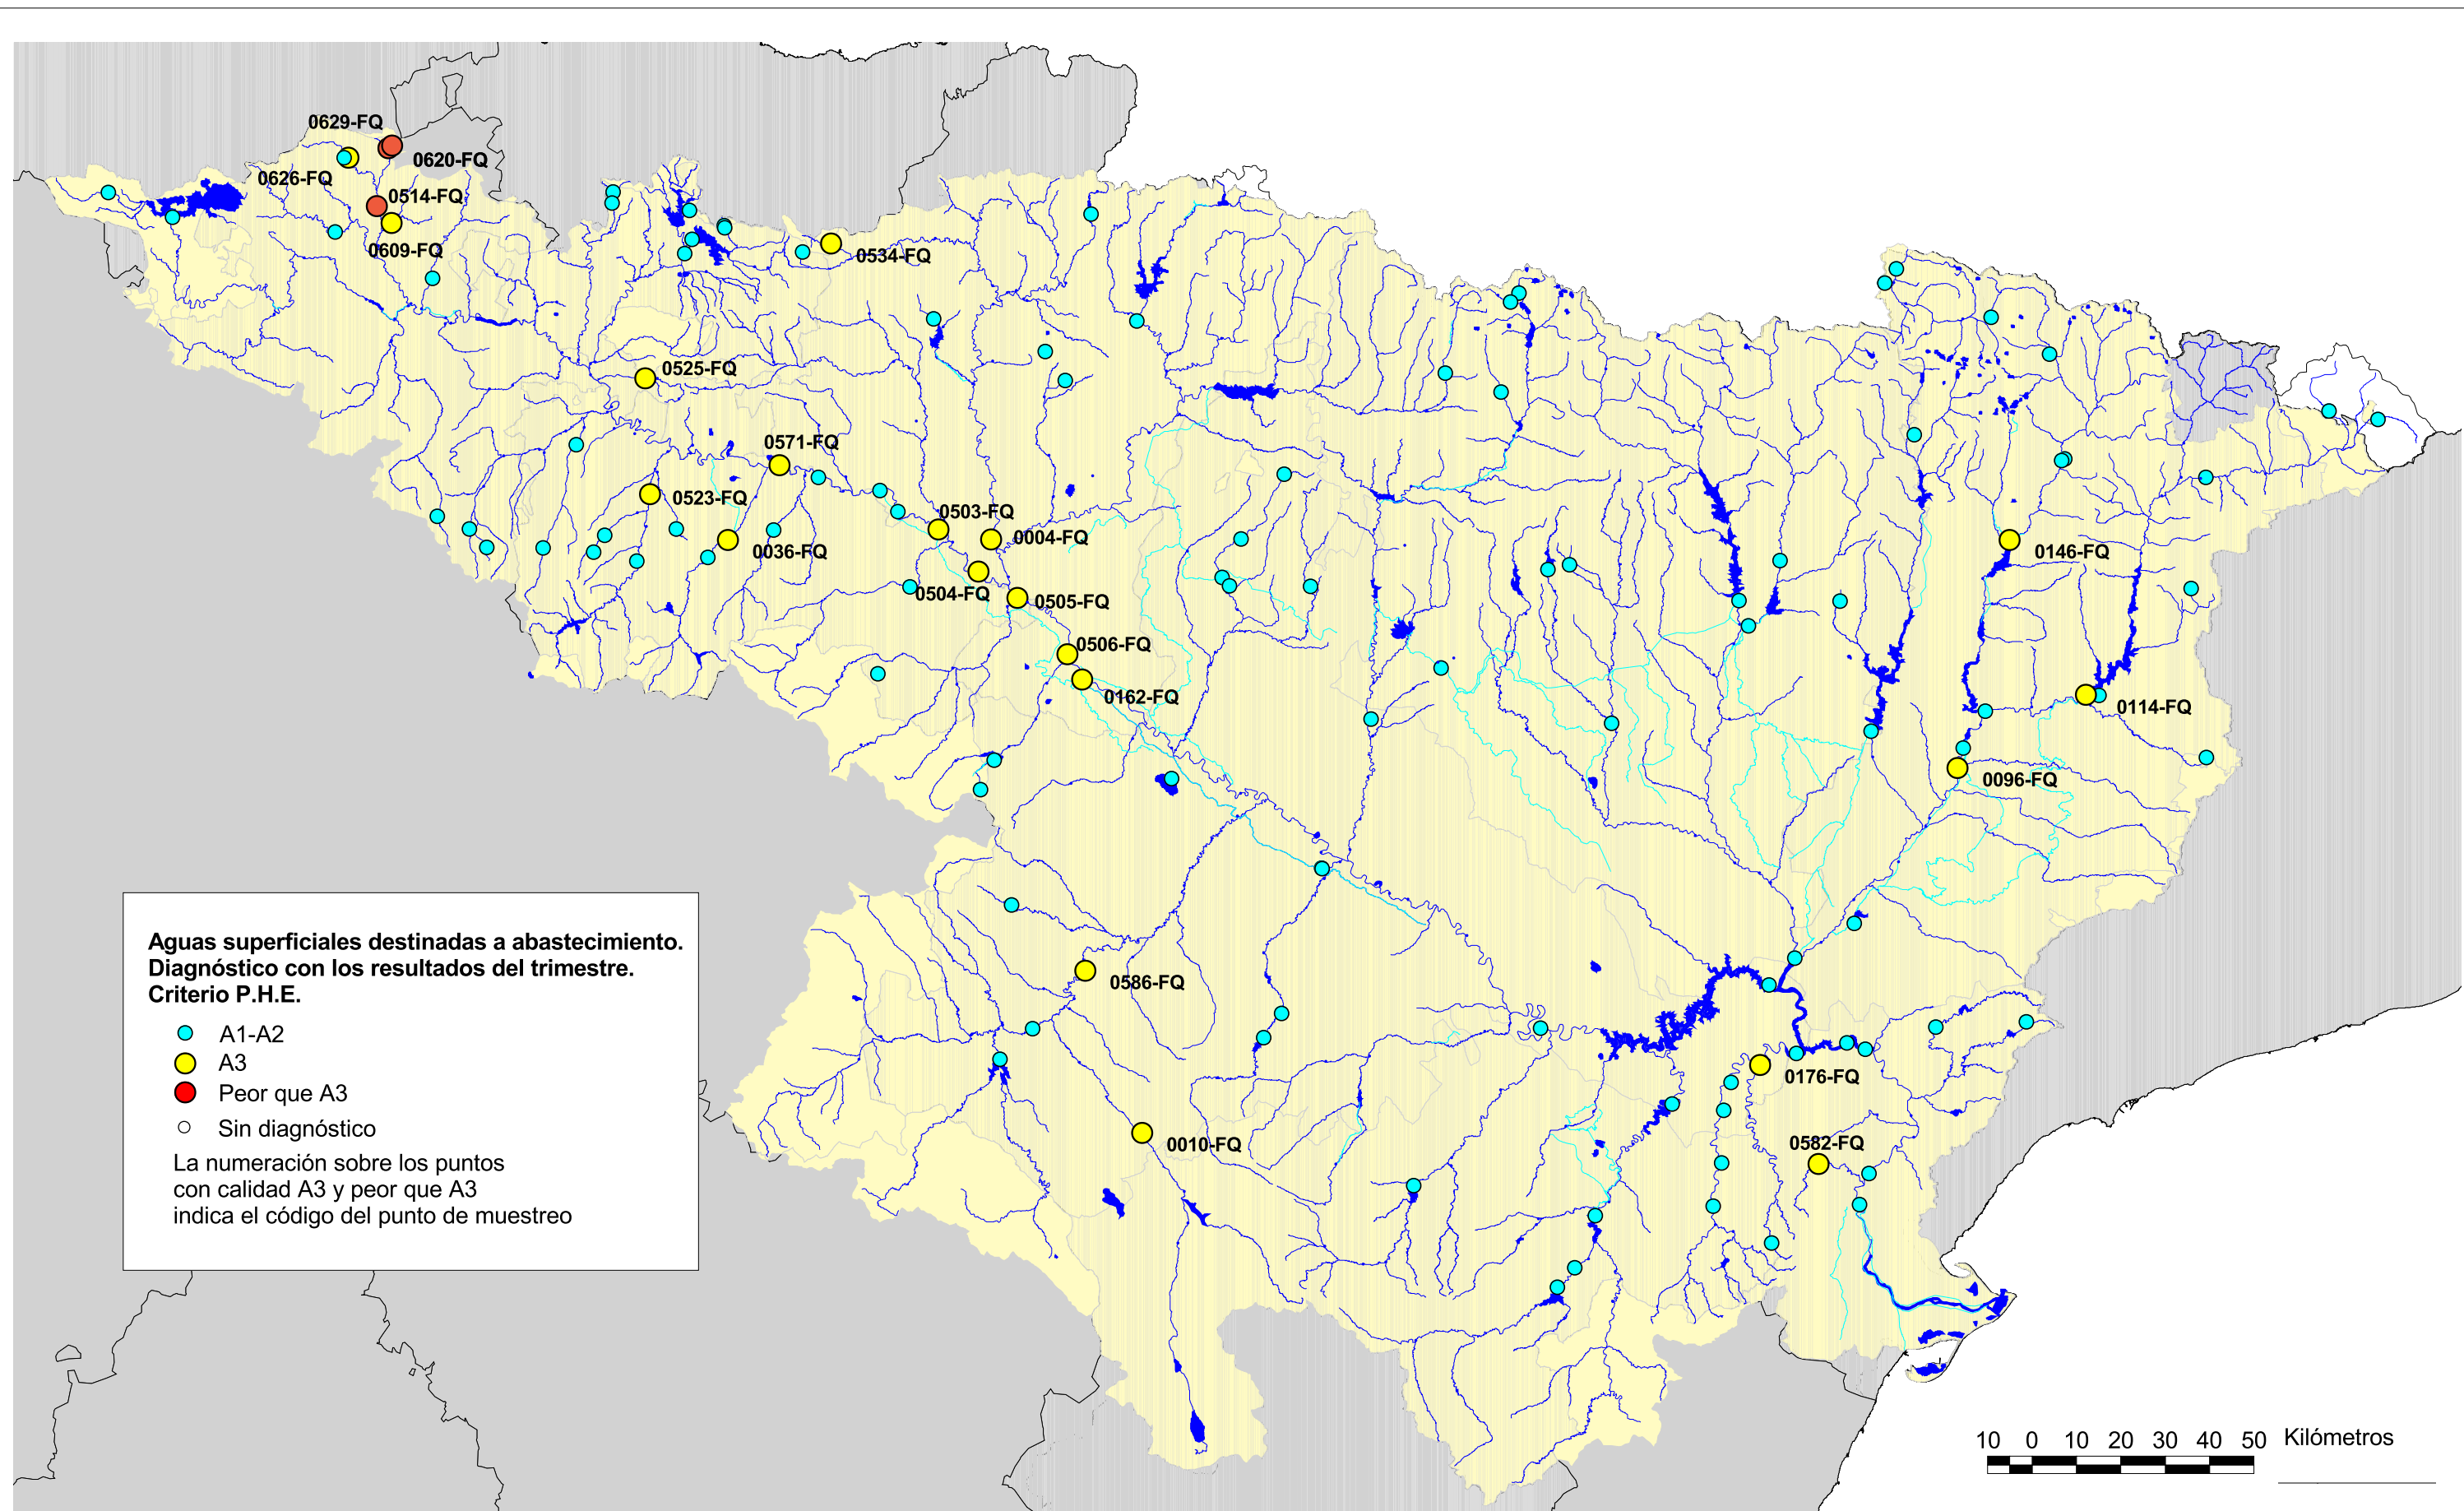 0629-FQ
0620-FQ
0626-FQ
0514-FQ
0609-FQ
0534-FQ
0525-FQ
0571-FQ
0523-FQ
0503-FQ
0004-FQ
0036-FQ
0146-FQ
0504-FQ
0505-FQ
0506-FQ
0162-FQ
0114-FQ
0096-FQ
0586-FQ
0176-FQ
0010-FQ
0582-FQ
Aguas superficiales destinadas a abastecimiento.
Diagnóstico con los resultados del trimestre.
Criterio P.H.E.
A1-A2
A3
Peor que A3
Sin diagnóstico
La numeración sobre los puntos
con calidad A3 y peor que A3
indica el código del punto de muestreo
10 0 10 20 30 40 50 Kilómetros